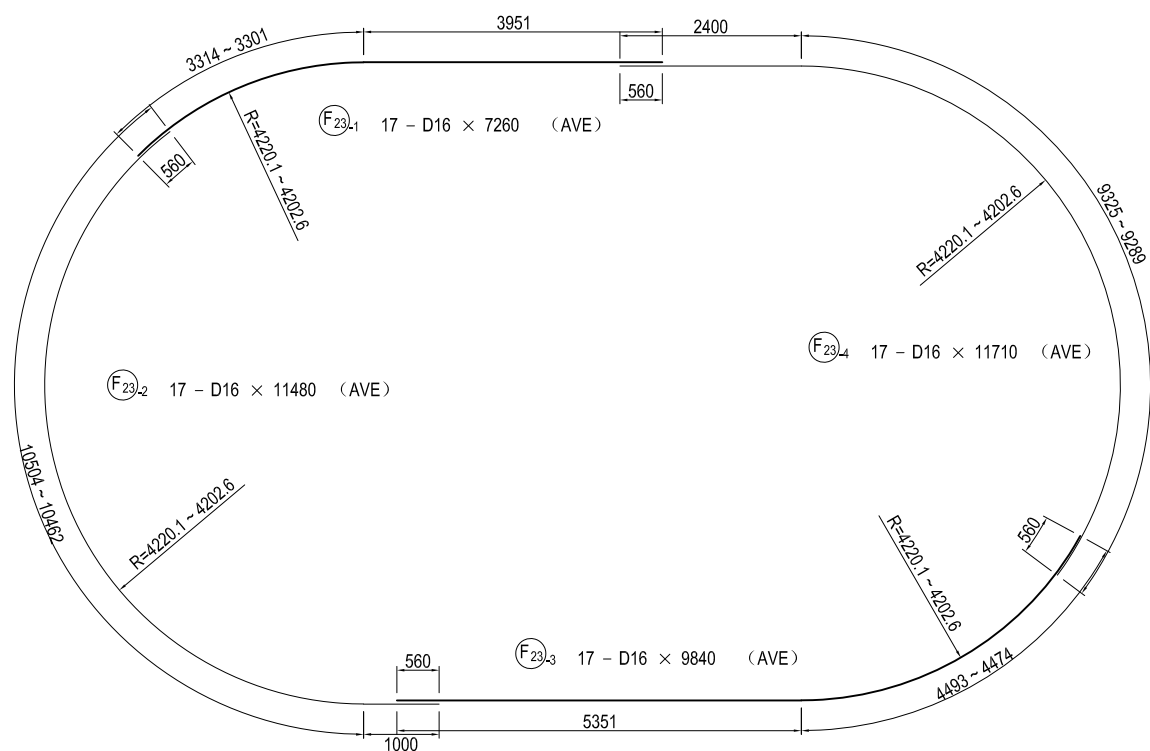 3951
2400
3314 ~ 3301
560
F23-1 17 – D16 × 7260 （AVE）
560
R=4220.1 ~ 4202.6
R=4220.1 ~ 4202.6
9325 ~ 9289
F23-4 17 – D16 × 11710 （AVE）
F23-2 17 – D16 × 11480 （AVE）
10504 ~ 10462
R=4220.1 ~ 4202.6
R=4220.1 ~ 4202.6
560
F23-3 17 – D16 × 9840 （AVE）
560
4493 ~ 4474
5351
1000